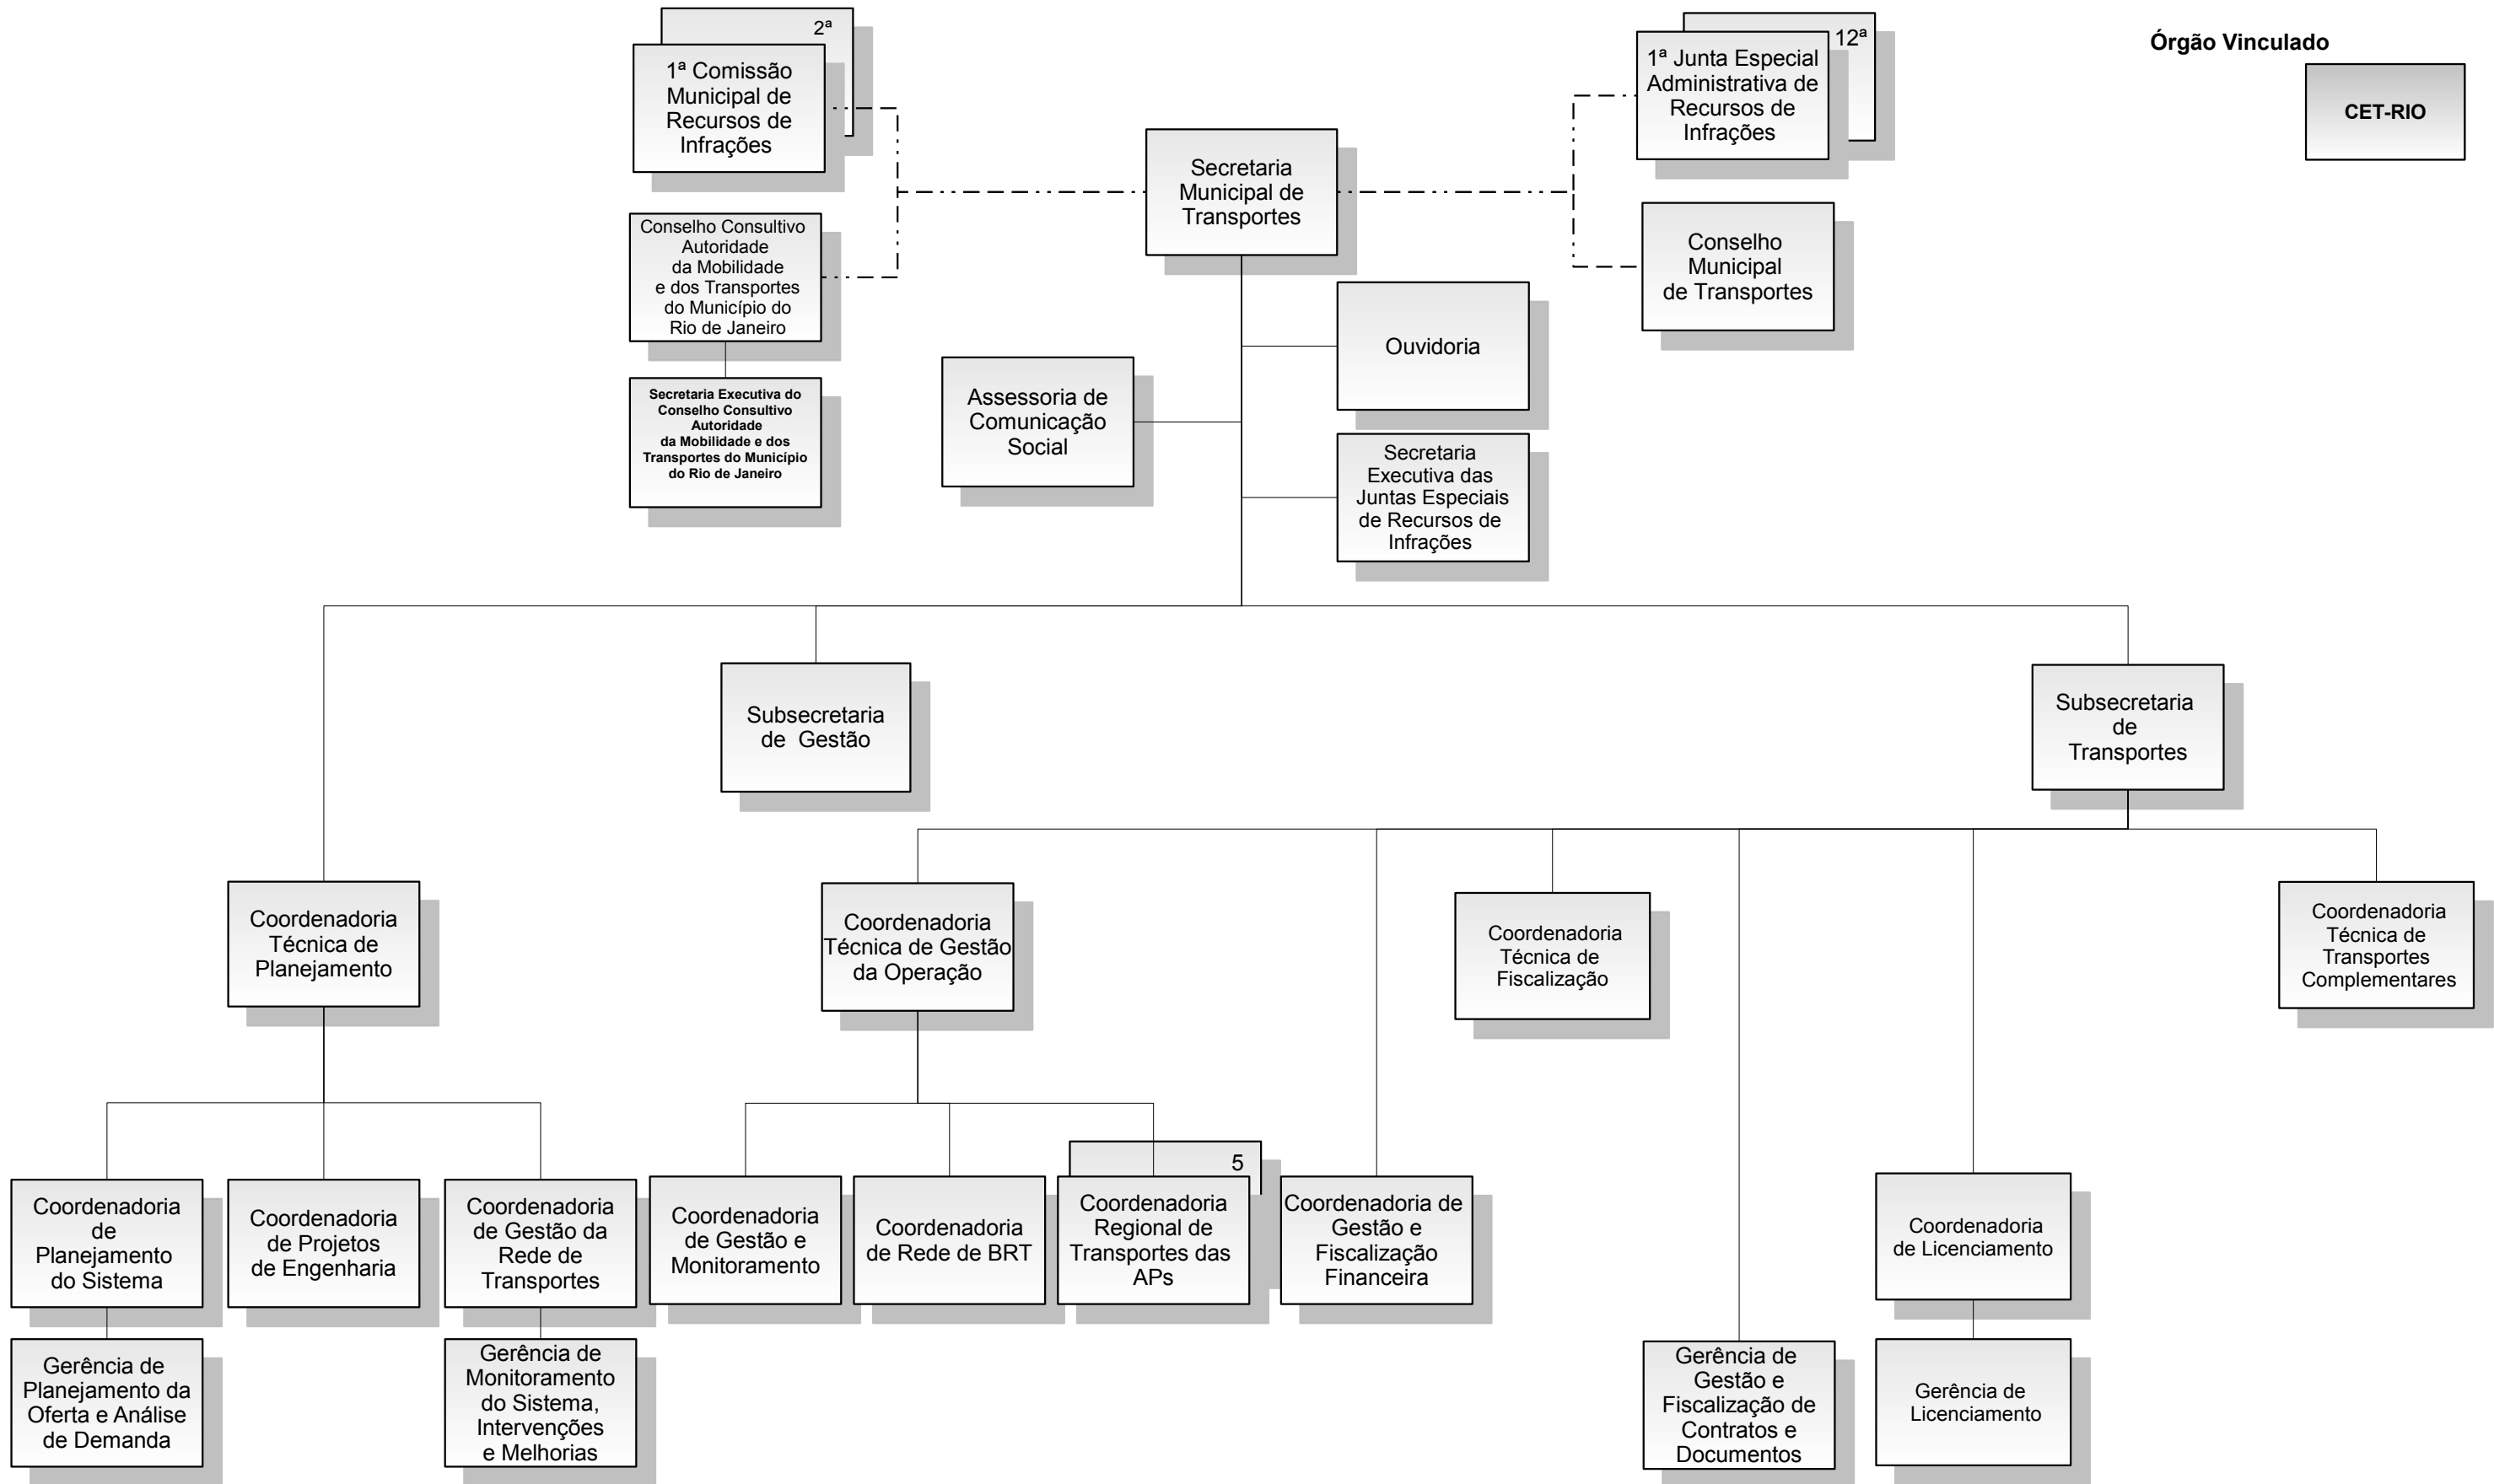 2ª
1ª Comissão
Municipal de
Recursos de
Infrações
12ª
1ª Junta Especial
Administrativa de
Recursos de
Infrações
Órgão Vinculado
CET-RIO
Secretaria
Municipal de
Transportes
Conselho Consultivo
Autoridade
da Mobilidade
e dos Transportes
do Município do
Rio de Janeiro
Conselho
Municipal
de Transportes
Secretaria Executiva do
Conselho Consultivo
Autoridade
da Mobilidade e dos
Transportes do Município
do Rio de Janeiro
Assessoria de
Comunicação
Social
Ouvidoria
Secretaria
Executiva das
Juntas Especiais
de Recursos de
Infrações
Subsecretaria
de Gestão
Subsecretaria
de
Transportes
Coordenadoria
Técnica de
Planejamento
Coordenadoria
Técnica de Gestão
da Operação
Coordenadoria
Técnica de
Fiscalização
Coordenadoria
Técnica de
Transportes
Complementares
Coordenadoria
de
Planejamento
do Sistema
Coordenadoria
de Projetos
de Engenharia
Coordenadoria
de Gestão da
Rede de
Transportes
Coordenadoria
de Gestão e
Monitoramento
Coordenadoria
de Rede de BRT
5
Coordenadoria
Regional de
Transportes das
APs
Coordenadoria de
Gestão e
Fiscalização
Financeira
Coordenadoria
de Licenciamento
Gerência de
Planejamento da
Oferta e Análise
de Demanda
Gerência de
Monitoramento
do Sistema,
Intervenções
e Melhorias
Gerência de
Gestão e
Fiscalização de
Contratos e
Documentos
Gerência de
Licenciamento